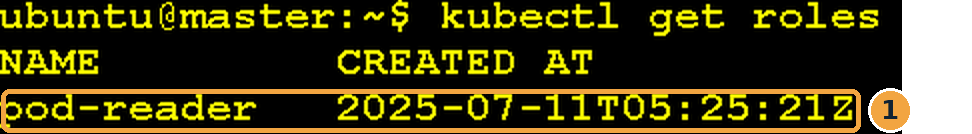 ubuntu@master:~$ kubectl get roles
NAME CREATED AT
pod-reader 2025-07-11T05:25:21Z
1